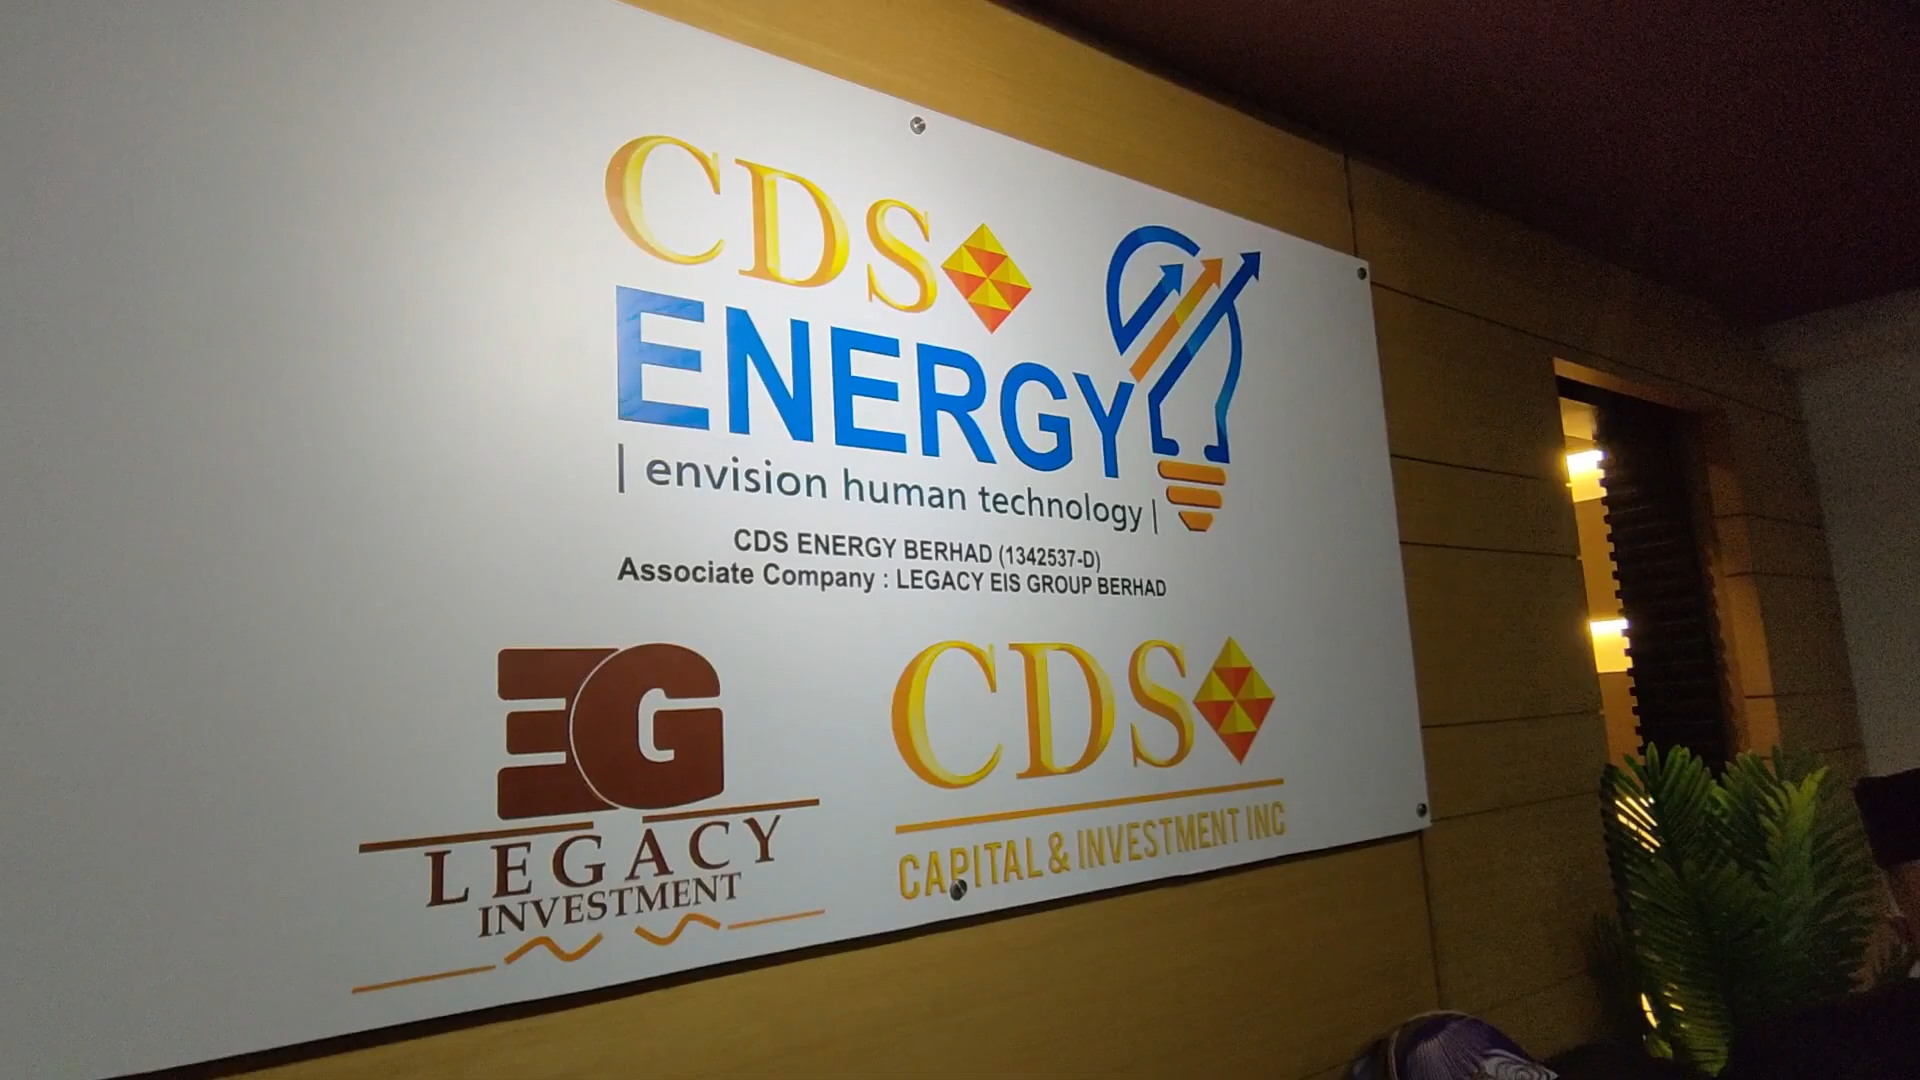 CDS
ENERGY
| envision human technology |
CDS ENERGY BERHAD (1342537-D)
Associate Company : LEGACY EIS GROUP BERHAD
EG
LEGACY
INVESTMENT
CDS
CAPITAL & INVESTMENT INC